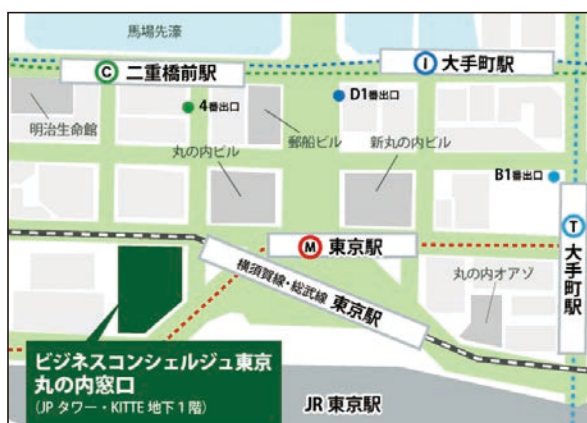 馬場先濠
C 二重橋前駅
I 大手町駅
4番出口
D1番出口
明治生命館
郵船ビル
丸の内ビル
新丸の内ビル
B1番出口
M 東京駅
T 大手町駅
横須賀線・総武線 東京駅
丸の内オアゾ
ビジネスコンシェルジュ東京
丸の内窓口
(JPタワー・KITTE 地下1階)
JR東京駅